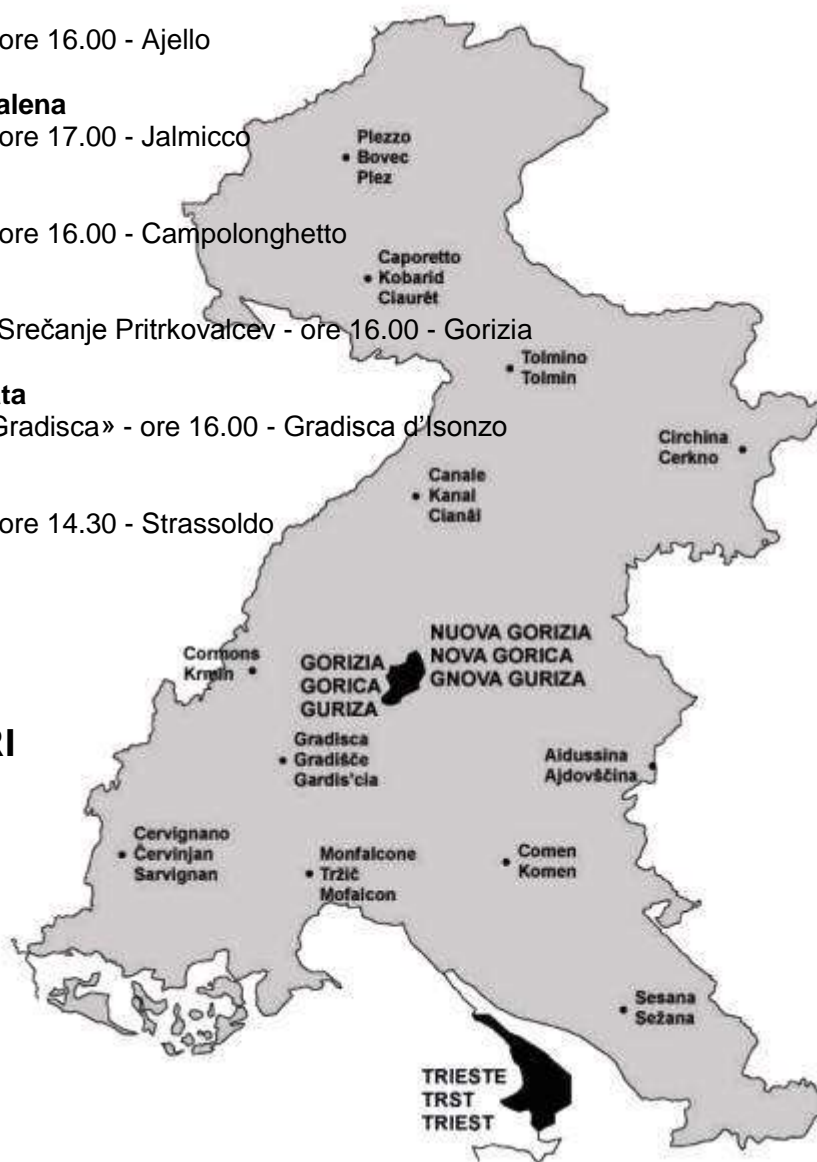 ore 16.00 - Ajello
alena
ore 17.00 - Jalmicco
ore 16.00 - Campolonghetto
Srečanje Pritrkovalcev - ore 16.00 - Gorizia
ata
Gradisca» - ore 16.00 - Gradisca d'Isonzo
ore 14.30 - Strassoldo
RI
Plezzo
Bovec
Plez
Caporetto
Kobarid
Ciaurêt
Tolmino
Tolmin
Circhina
Cerkno
Canale
Kanal
Cianâl
Cormons
Krmin
GORIZIA
GORICA
GURIZA
NUOVA GORIZIA
NOVA GORICA
GNOVA GURIZA
Gradisca
Gradišče
Gardis'cia
Aidussina
Ajdovščina
Cervignano
Červinjan
Sarvignan
Monfalcone
Tržič
Mofalcon
Comen
Komen
Sesana
Sežana
TRIESTE
TRST
TRIEST